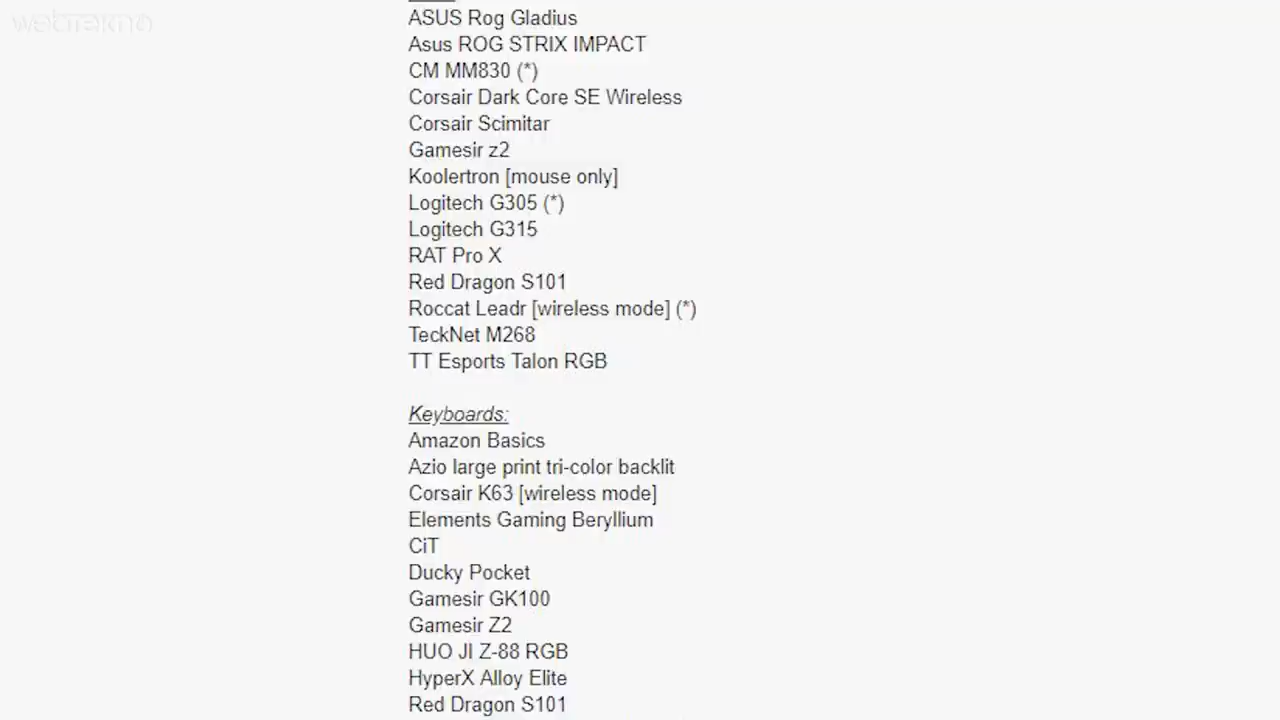 webtekno
ASUS Rog Gladius
Asus ROG STRIX IMPACT
CM MM830 (*)
Corsair Dark Core SE Wireless
Corsair Scimitar
Gamesir z2
Koolertron [mouse only]
Logitech G305 (*)
Logitech G315
RAT Pro X
Red Dragon S101
Roccat Leadr [wireless mode] (*)
TeckNet M268
TT Esports Talon RGB
Keyboards:
Amazon Basics
Azio large print tri-color backlit
Corsair K63 [wireless mode]
Elements Gaming Beryllium
CiT
Ducky Pocket
Gamesir GK100
Gamesir Z2
HUO JI Z-88 RGB
HyperX Alloy Elite
Red Dragon S101